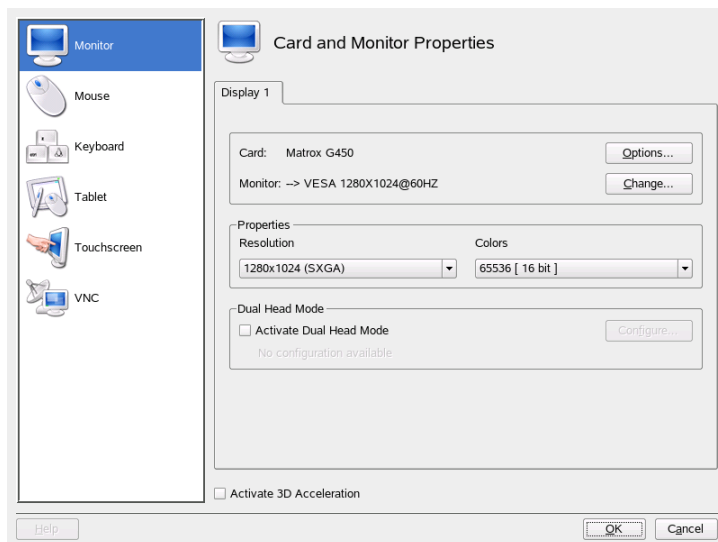 Monitor
Mouse
Keyboard
Tablet
Touchscreen
VNC
Card and Monitor Properties
Display 1
Card: Matrox G450
Options...
Monitor: --> VESA 1280X1024@60HZ
Change...
Properties
Resolution
Colors
1280x1024 (SXGA)
65536 [ 16 bit ]
Dual Head Mode
Activate Dual Head Mode
Configure...
No configuration available
Activate 3D Acceleration
Help
OK
Cancel